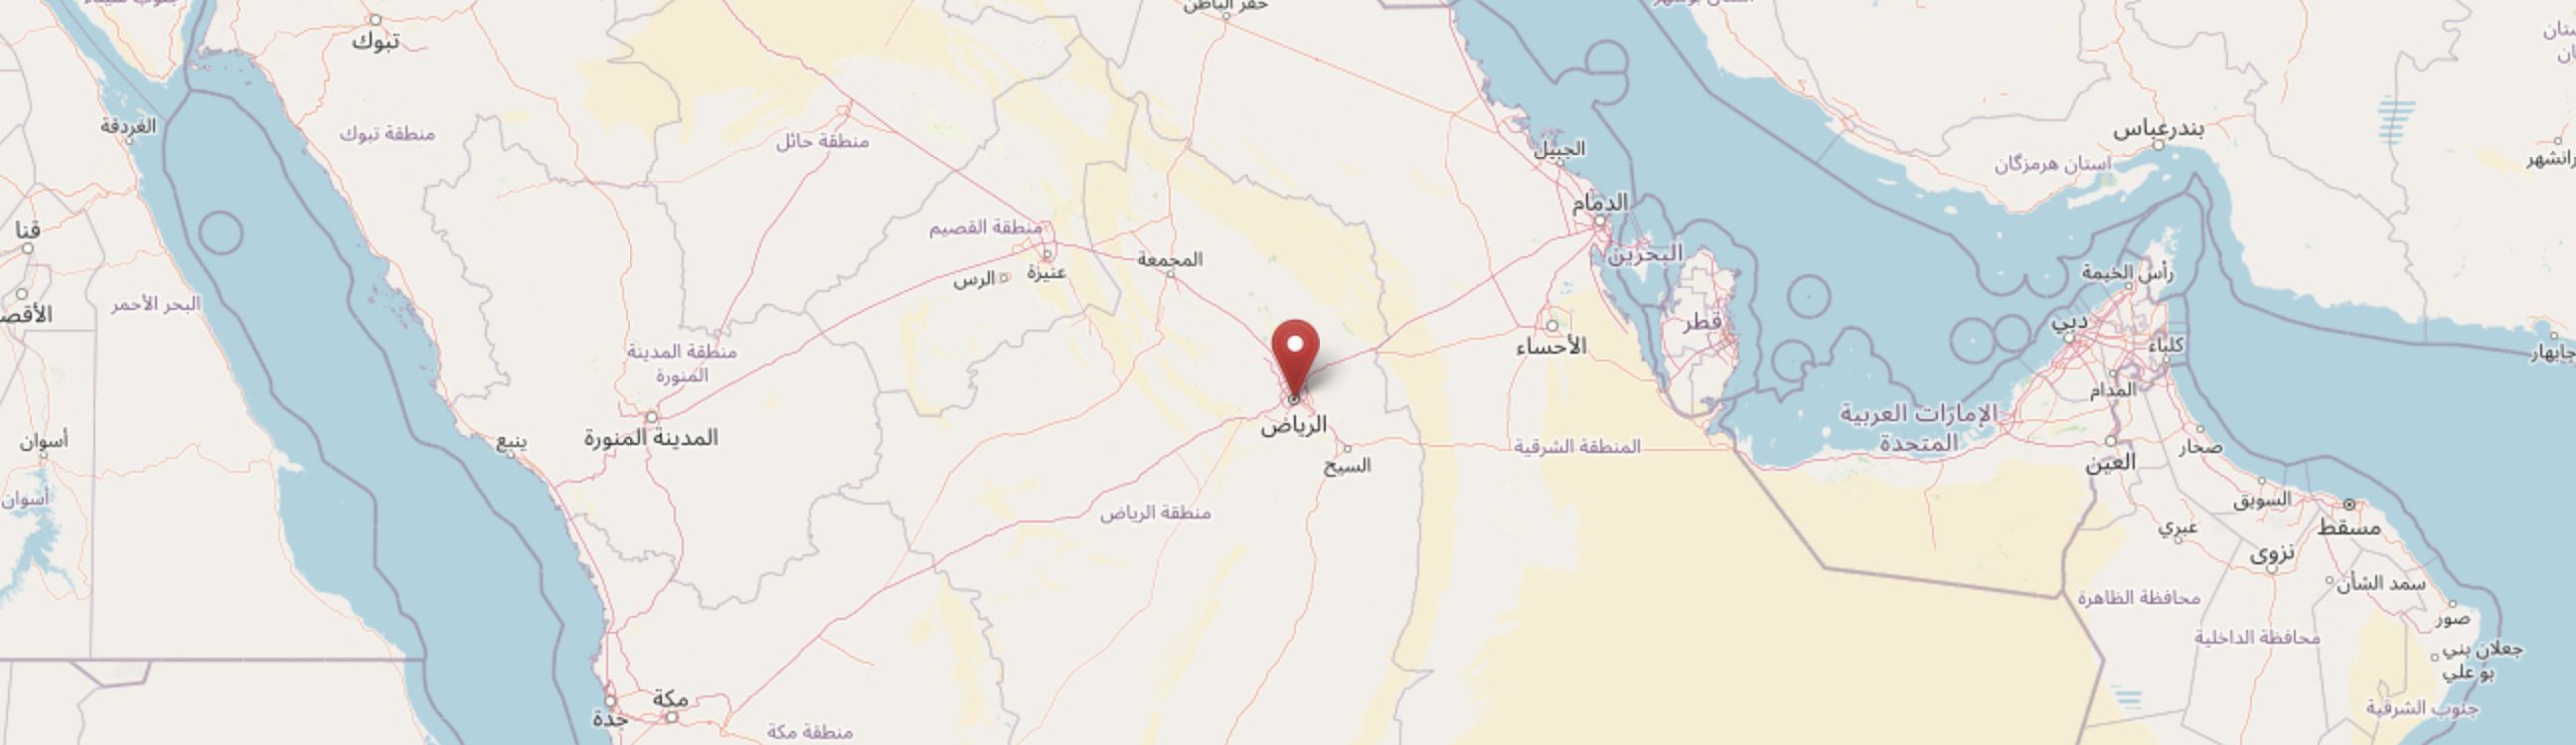 حفر الباطن
تبوك
الغردقة
منطقة تبوك
منطقة حائل
بندرعباس
الجبيل
استان هرمزگان
الدمام
قنا
منطقة القصيم
البحرين
المجمعة
عنيزة
الرس
رأس الخيمة
البحر الأحمر
قطر
دبي
كلباء
الأحساء
منطقة المدينة
المنورة
المدام
الإمارات العربية
المتحدة
الرياض
المدينة المنورة
ينبع
أسوان
المنطقة الشرقية
صحار
العين
السيح
أسوان
السويق
منطقة الرياض
عبري
مسقط
نزوى
سمد الشأن
محافظة الظاهرة
صور
محافظة الداخلية
جعلان بني
بو علي
مكة
جدة
جنوب الشرقية
منطقة مكة